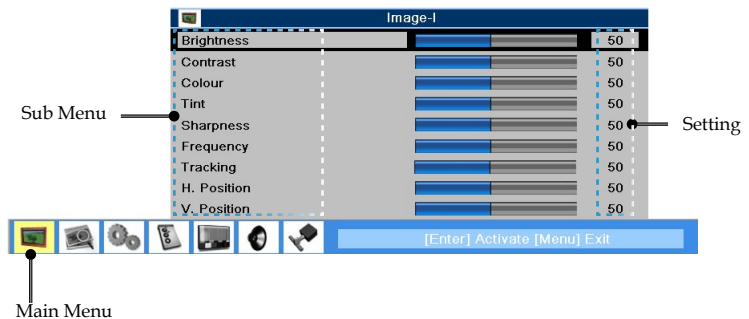 Image-I
Brightness 50
Contrast 50
Colour 50
Tint 50
Sub Menu
Sharpness 50
Setting
Frequency 50
Tracking 50
H. Position 50
V. Position 50
[Enter] Activate [Menu] Exit
Main Menu